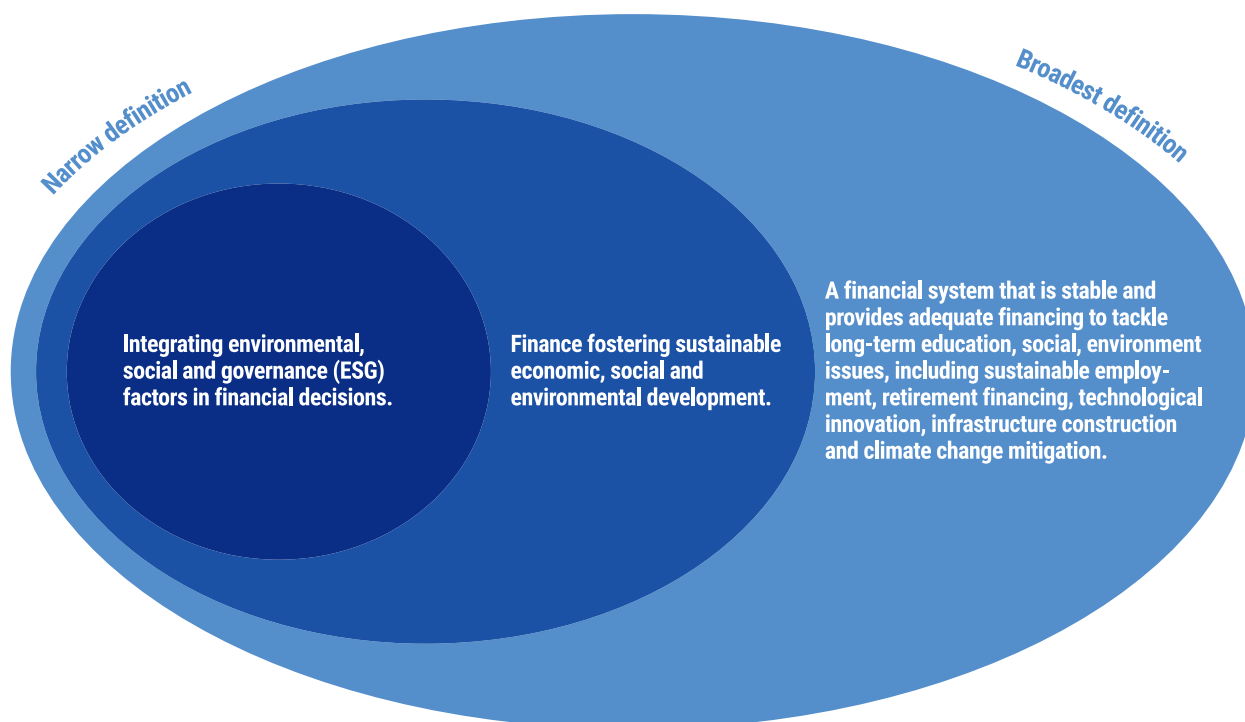 Narrow definition
Broadest definition
Integrating environmental,
social and governance (ESG)
factors in financial decisions.
Finance fostering sustainable
economic, social and
environmental development.
A financial system that is stable and
provides adequate financing to tackle
long-term education, social, environment
issues, including sustainable employ-
ment, retirement financing, technological
innovation, infrastructure construction
and climate change mitigation.